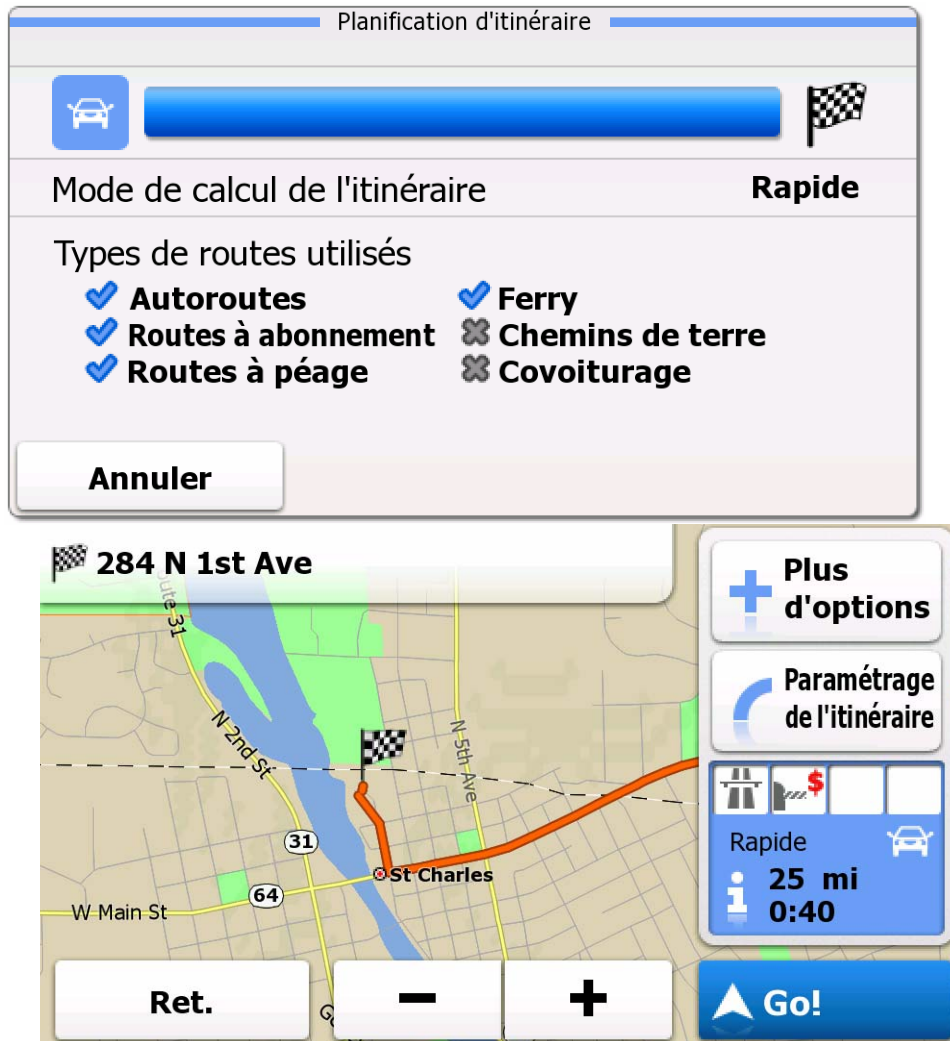 Planification d'itinéraire
Mode de calcul de l'itinéraire Rapide
Types de routes utilisés
Autoroutes Ferry
Routes à abonnement Chemins de terre
Routes à péage Covoiturage
Annuler
284 N 1st Ave
Plus
d'options
Paramétrage
de l'itinéraire
31
N 2nd St
N 5th Ave
31
St Charles
64
W Main St
$
Rapide
25 mi
0:40
Ret.
Go!